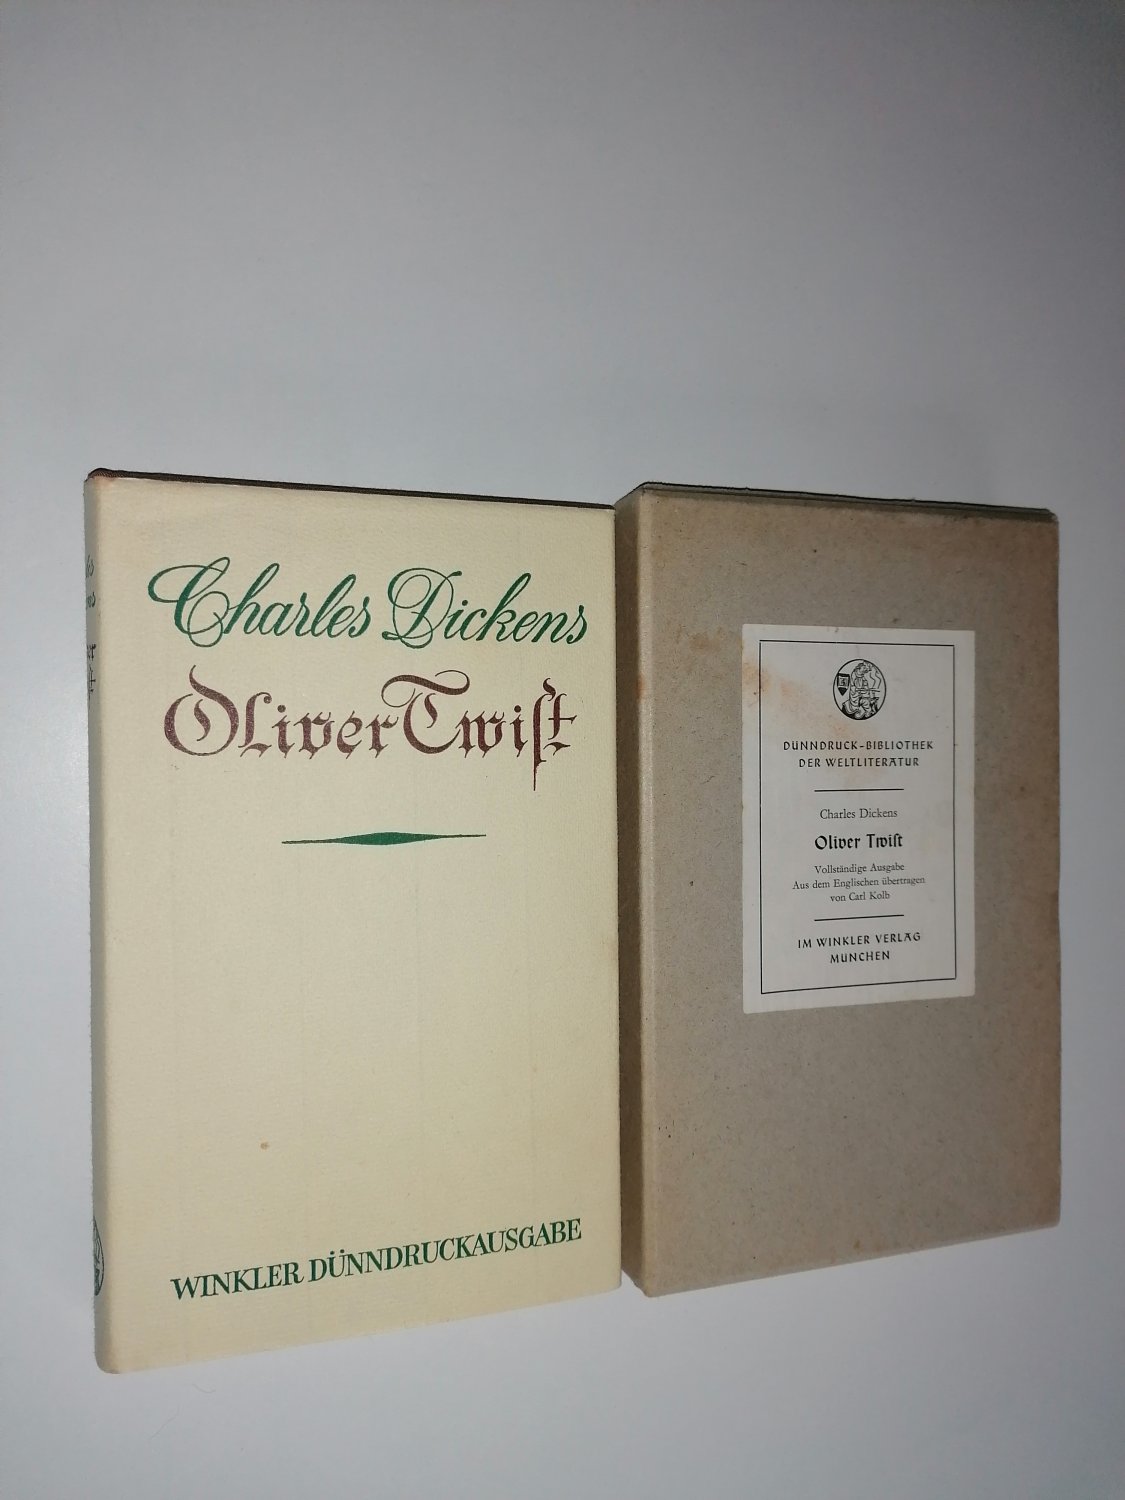 Charles Dickens
Oliver Twiſt
WINKLER DÜNNDRUCKAUSGABE
DÜNNDRUCK-BIBLIOTHEK
DER WELTLITERATUR
Charles Dickens
Oliver Twiſt
Vollständige Ausgabe
Aus dem Englischen übertragen
von Carl Kolb
IM WINKLER VERLAG
MÜNCHEN